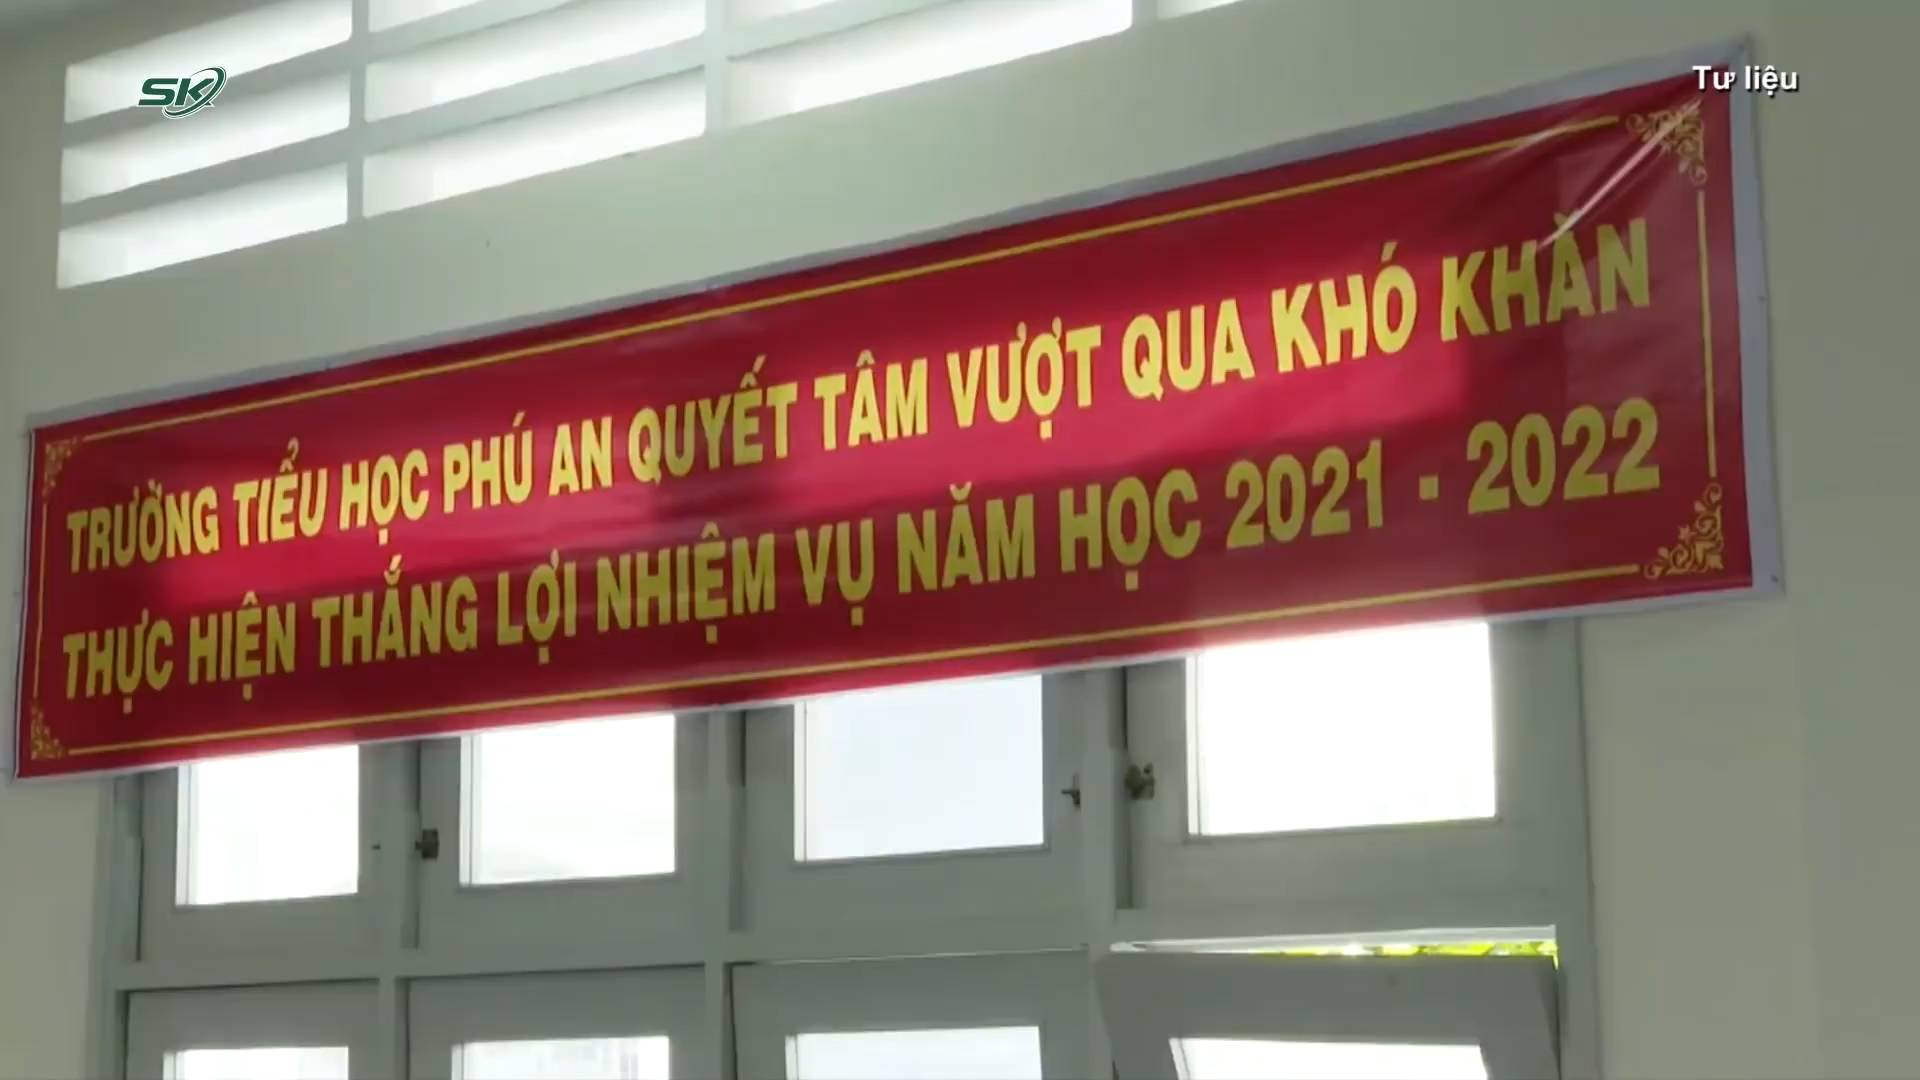 SK
Tư liệu
TRƯỜNG TIỂU HỌC PHÚ AN QUYẾT TÂM VƯỢT QUA KHÓ KHĂN
THỰC HIỆN THẮNG LỢI NHIỆM VỤ NĂM HỌC 2021 - 2022